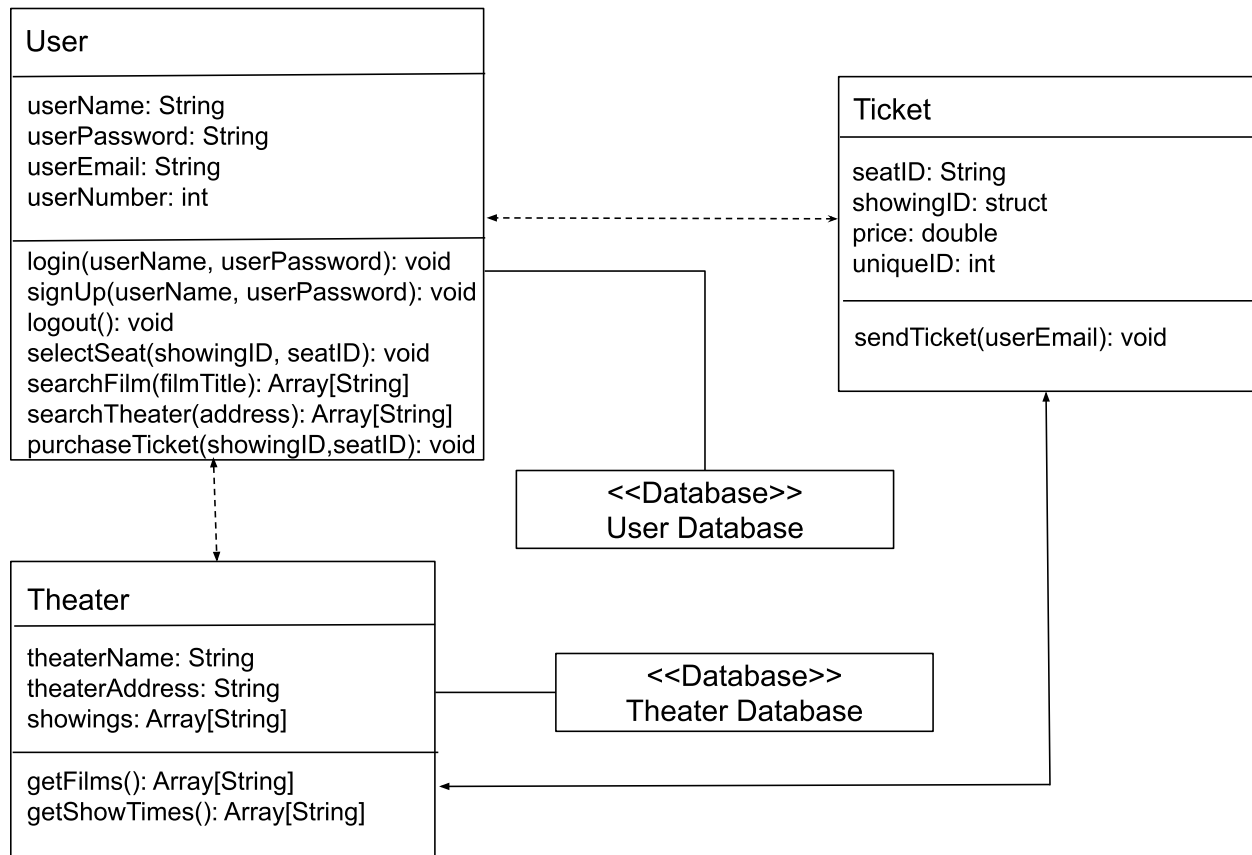 User
userName: String
userPassword: String
userEmail: String
userNumber: int
login(userName, userPassword): void
signUp(userName, userPassword): void
logout(): void
selectSeat(showingID, seatID): void
searchFilm(filmTitle): Array[String]
searchTheater(address): Array[String]
purchaseTicket(showingID,seatID): void
Ticket
seatID: String
showingID: struct
price: double
uniqueID: int
sendTicket(userEmail): void
<<Database>>
User Database
Theater
theaterName: String
theaterAddress: String
showings: Array[String]
getFilms(): Array[String]
getShowTimes(): Array[String]
<<Database>>
Theater Database